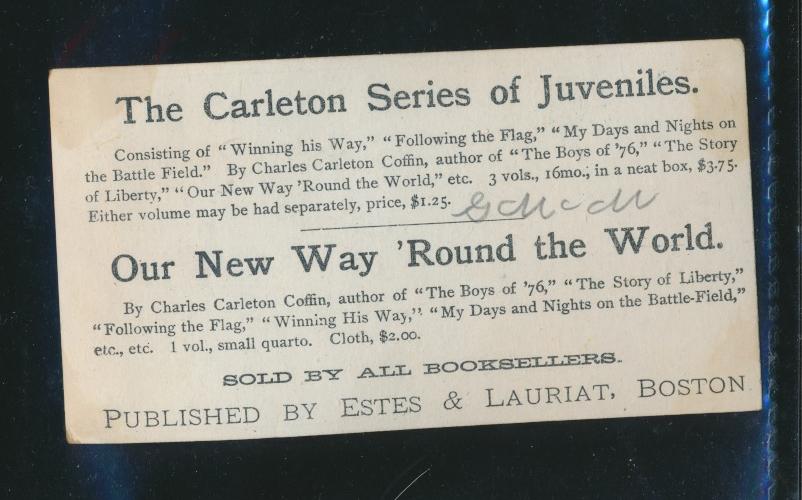 The Carleton Series of Juveniles.
Consisting of "Winning his Way," "Following the Flag," "My Days and Nights on
the Battle Field." By Charles Carleton Coffin, author of "The Boys of '76," "The Story
of Liberty," "Our New Way 'Round the World," etc. 3 vols., 16mo., in a neat box, $3.75.
Either volume may be had separately, price, $1.25.
Our New Way 'Round the World.
By Charles Carleton Coffin, author of "The Boys of '76," "The Story of Liberty,"
"Following the Flag," "Winning His Way," "My Days and Nights on the Battle-Field,"
etc., etc. 1 vol., small quarto. Cloth, $2.00.
SOLD BY ALL BOOKSELLERS.
PUBLISHED BY ESTES & LAURIAT, BOSTON